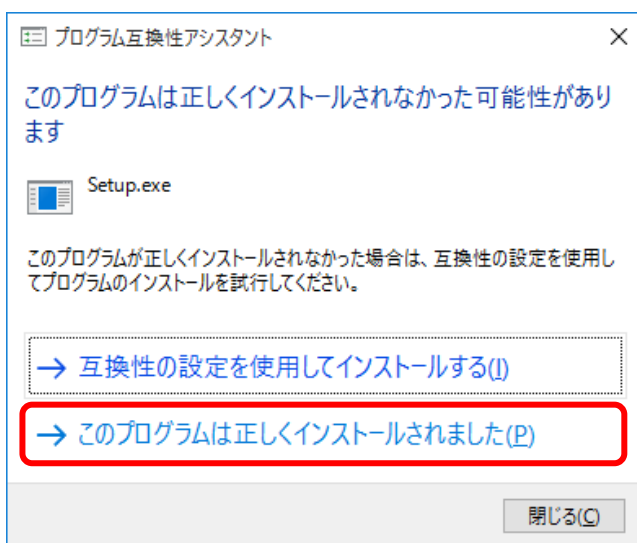 プログラム互換性アシスタント
このプログラムは正しくインストールされなかった可能性があり
ます
Setup.exe
このプログラムが正しくインストールされなかった場合は、互換性の設定を使用し
てプログラムのインストールを試行してください。
→ 互換性の設定を使用してインストールする(I)
→ このプログラムは正しくインストールされました(P)
閉じる(C)